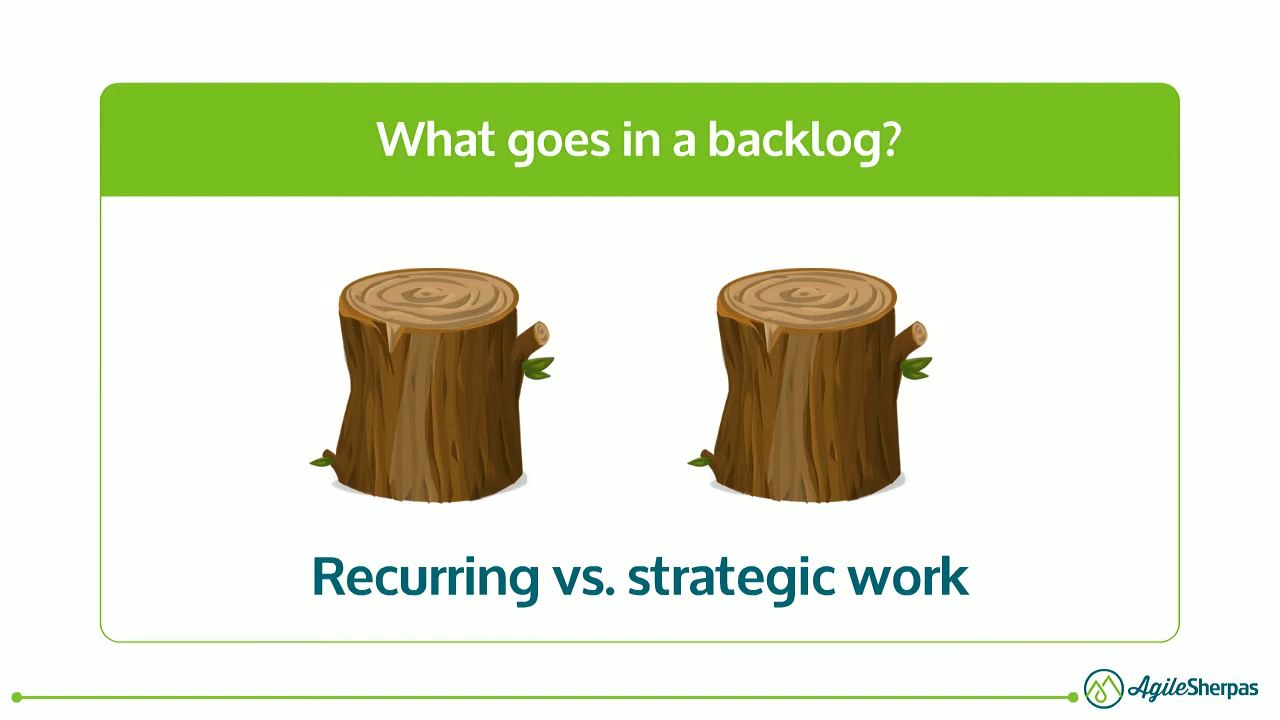 What goes in a backlog?
Recurring vs. strategic work
AgileSherpas